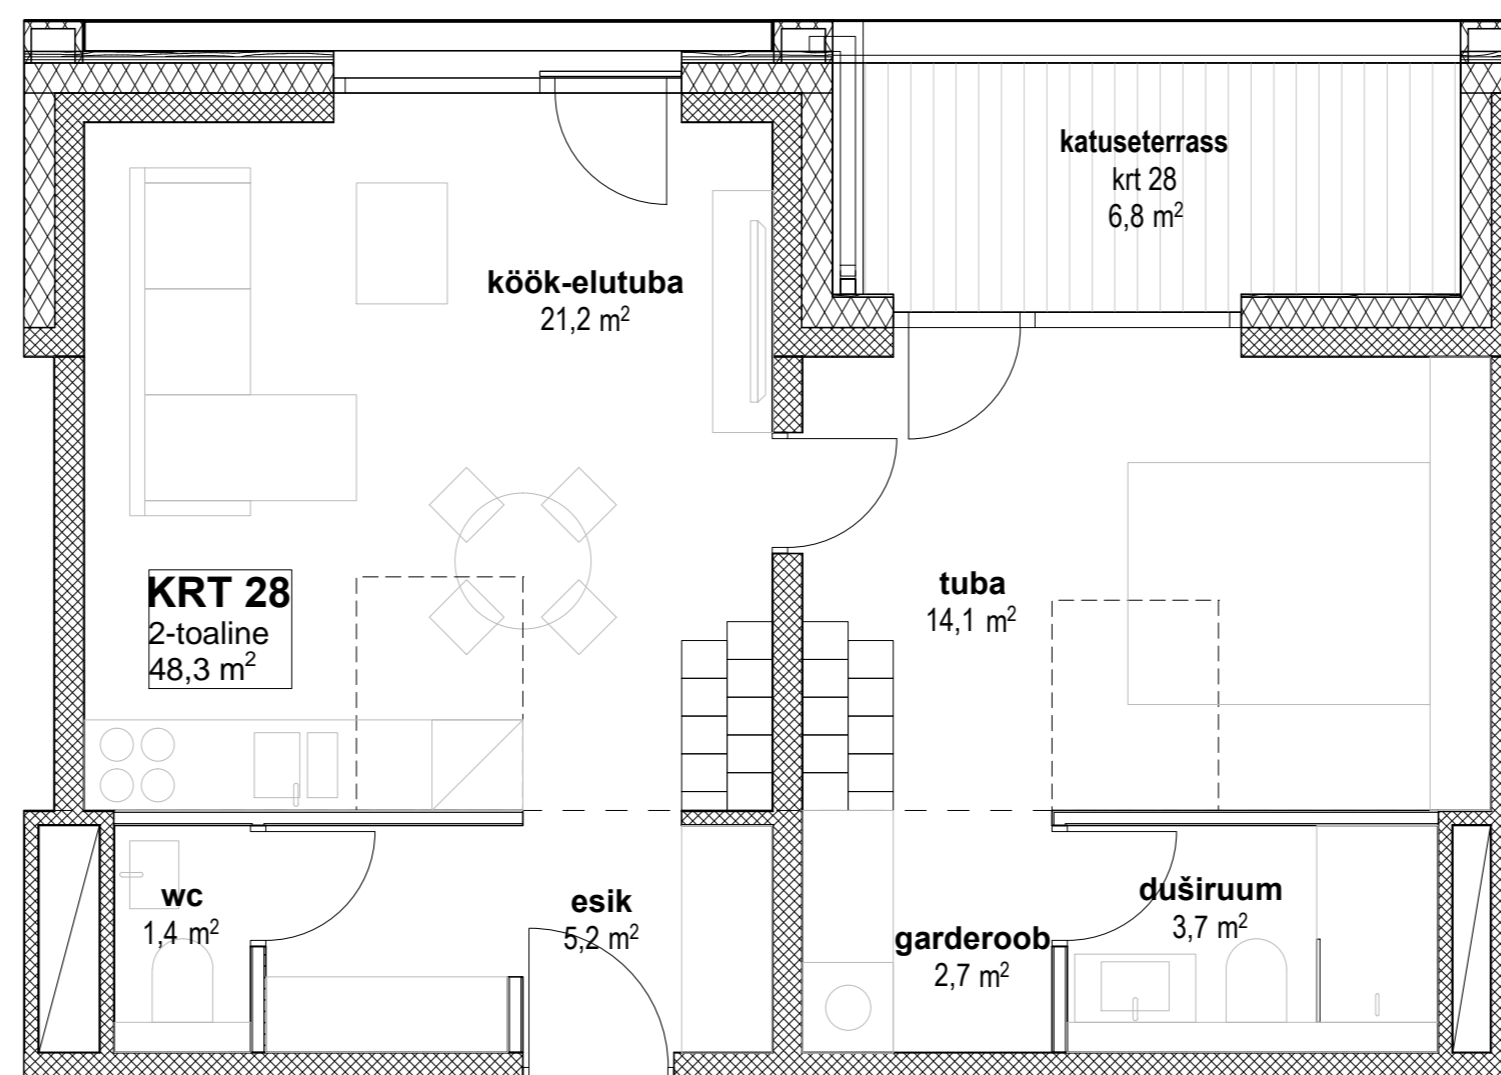 katuseterrass
krt 28
6,8 m²
köök-elutuba
21,2 m²
KRT 28
2-toaline
48,3 m²
tuba
14,1 m²
wc
1,4 m²
esik
5,2 m²
garderoob
2,7 m²
duširuum
3,7 m²